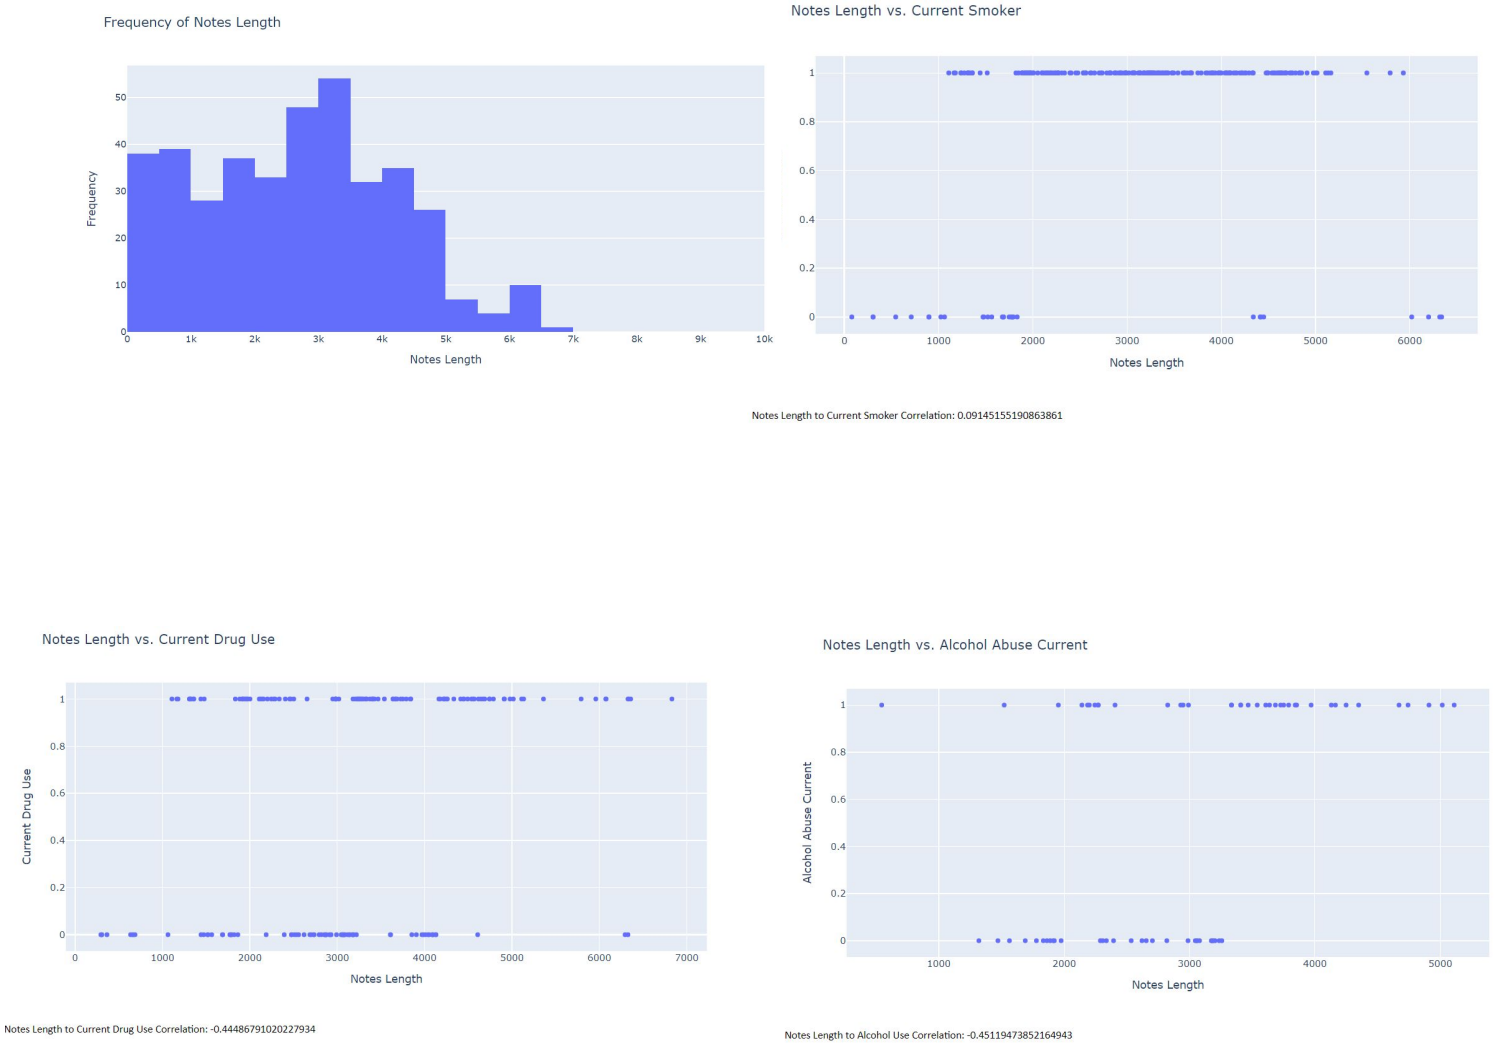 Frequency of Notes Length
50
40
30
20
10
0
Frequency
0 1k 2k 3k 4k 5k 6k 7k 8k 9k 10k
Notes Length
Notes Length vs. Current Smoker
1
0.8
0.6
0.4
0.2
0
0 1000 2000 3000 4000 5000 6000
Notes Length
Notes Length to Current Smoker Correlation: 0.09145155190863861
Notes Length vs. Current Drug Use
1
0.8
0.6
0.4
0.2
0
Current Drug Use
0 1000 2000 3000 4000 5000 6000 7000
Notes Length
Notes Length to Current Drug Use Correlation: -0.44486791020227934
Notes Length vs. Alcohol Abuse Current
1
0.8
0.6
0.4
0.2
0
Alcohol Abuse Current
1000 2000 3000 4000 5000
Notes Length
Notes Length to Alcohol Use Correlation: -0.45119473852164943